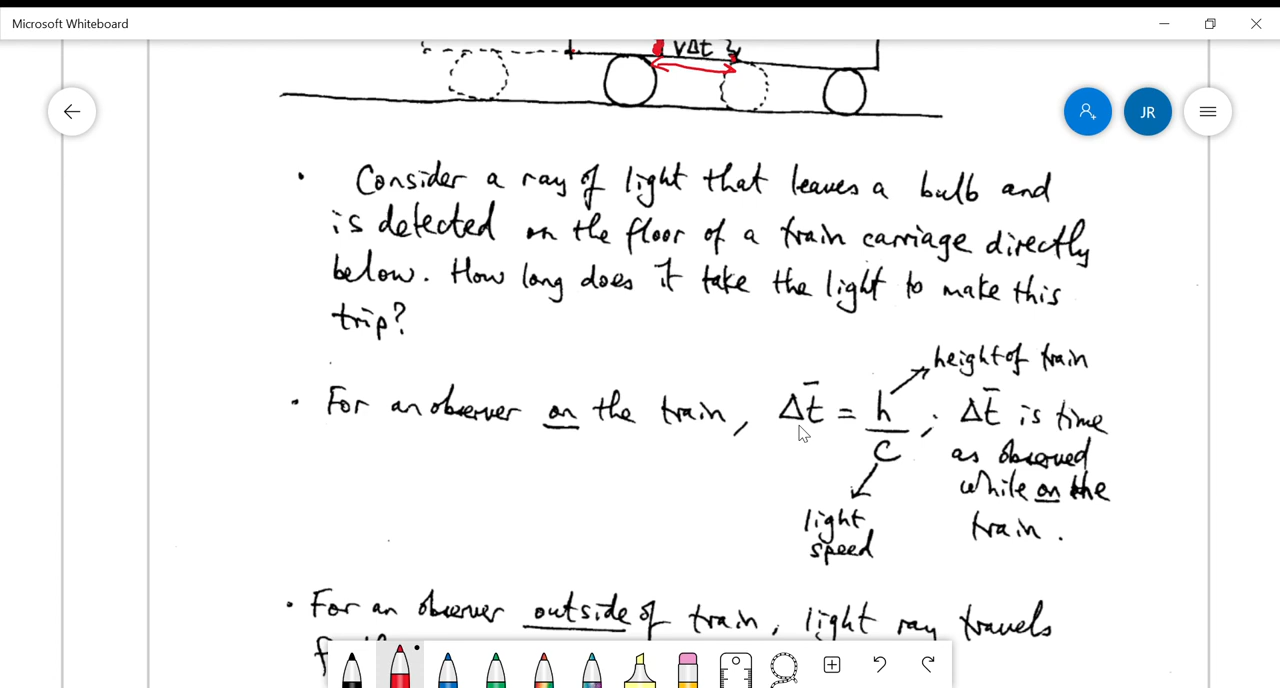 Microsoft Whiteboard
vΔt
JR
• Consider a ray of light that leaves a bulb and
is detected on the floor of a train carriage directly
below. How long does it take the light to make this
trip?
height of train
• For an observer on the train, Δt̄ = h/c ; Δt̄ is time
as observed
while on the
train.
light
speed
• For an observer outside of train, light ray travels